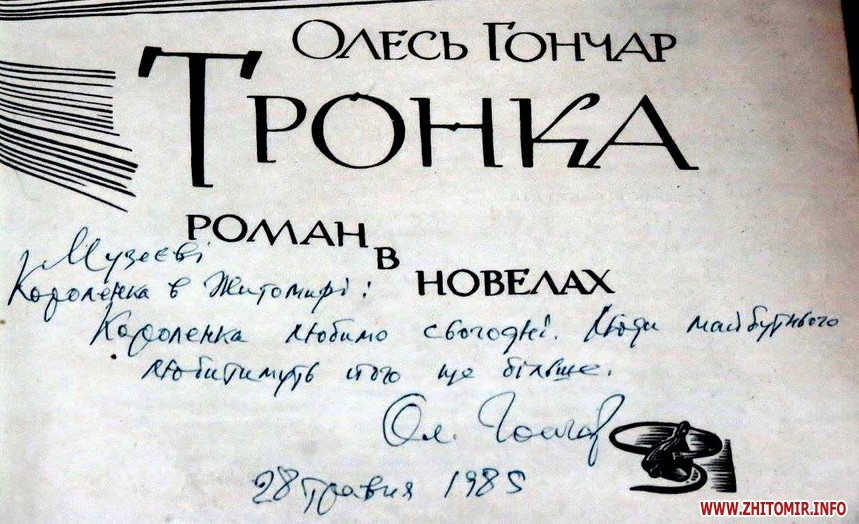 Олесь Гончар
Тронка
роман
в
новелах
Музеєві
Короленка в Житомирі:
Короленка любимо сьогодні. Люди майбутнього
любитимуть його ще більше.
Ол. Гончар
28 травня 1985
WWW.ZHITOMIR.INFO